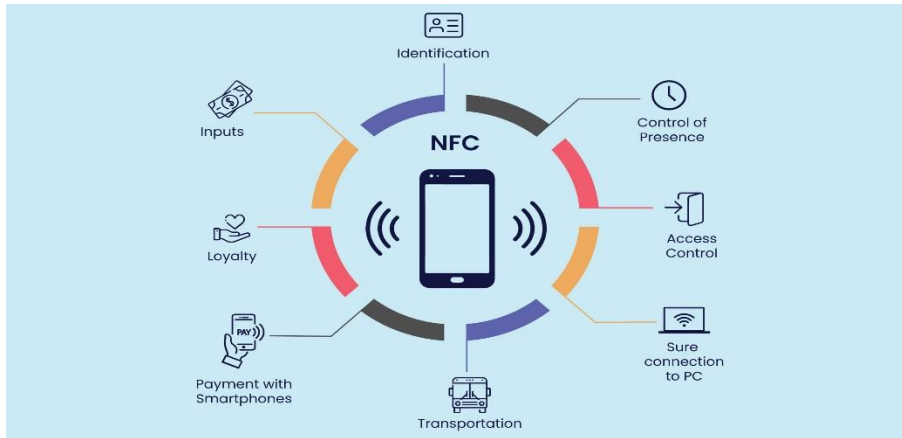 Identification
Inputs
Control of
Presence
NFC
Loyalty
Access
Control
PAY
Payment with
Smartphones
Sure
connection
to PC
Transportation